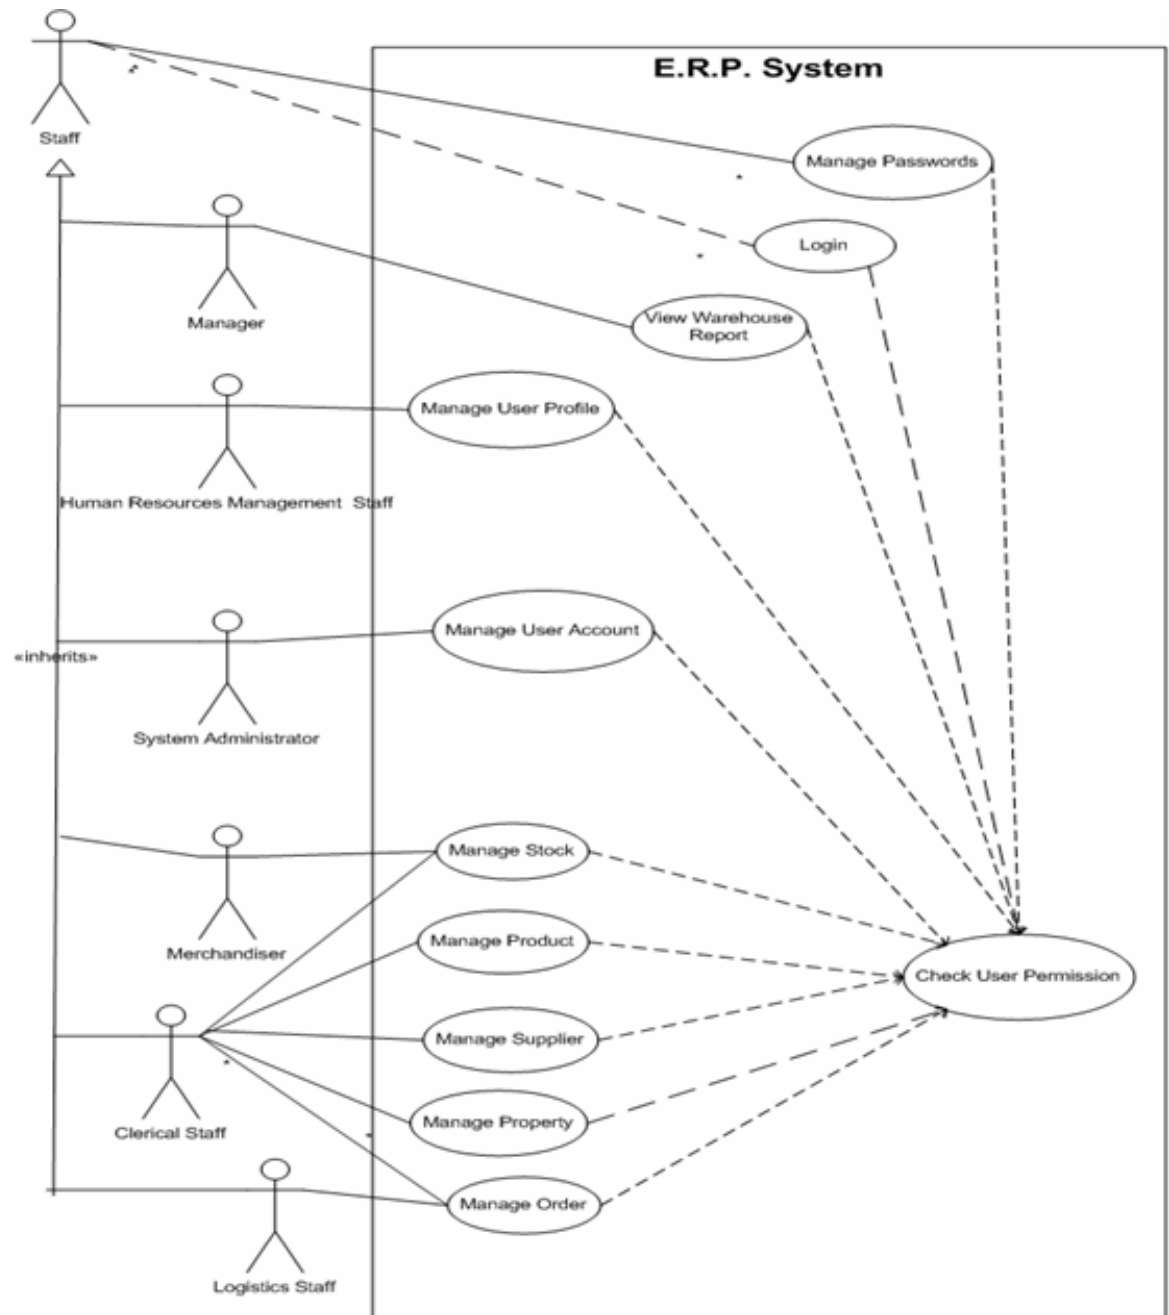 E.R.P. System
Staff
*
Manage Passwords
*
Login
*
Manager
View Warehouse
Report
Manage User Profile
Human Resources Management Staff
Manage User Account
«inherits»
System Administrator
Manage Stock
Merchandiser
Manage Product
Check User Permission
Manage Supplier
*
Clerical Staff
Manage Property
*
Manage Order
Logistics Staff